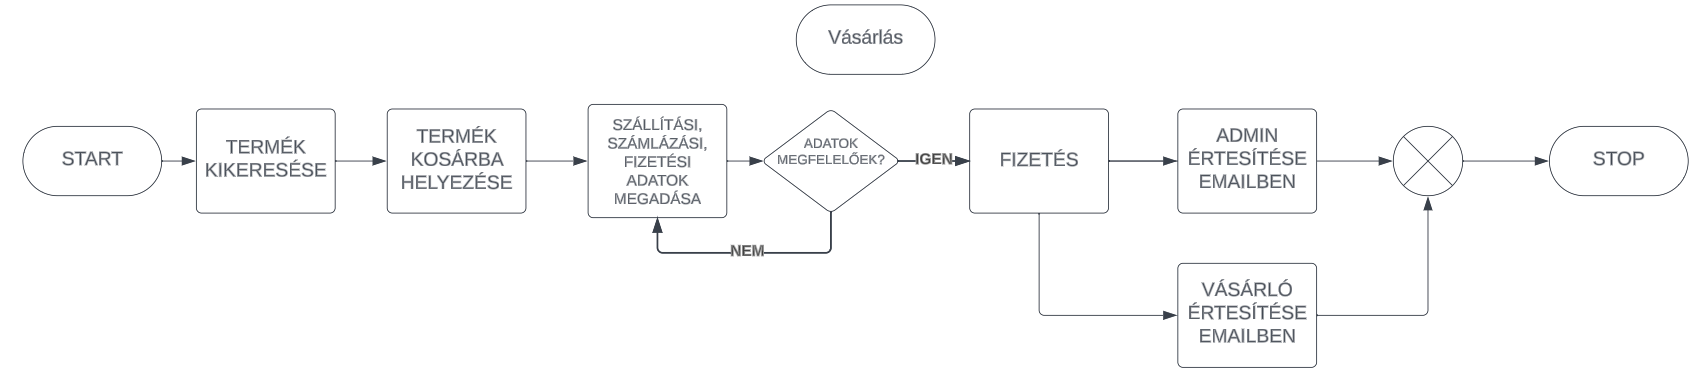 Vásárlás
START
TERMÉK
KIKERESÉSE
TERMÉK
KOSÁRBA
HELYEZÉSE
SZÁLLÍTÁSI,
SZÁMLÁZÁSI,
FIZETÉSI
ADATOK
MEGADÁSA
ADATOK
MEGFELELŐEK?
NEM
IGEN
FIZETÉS
ADMIN
ÉRTESÍTÉSE
EMAILBEN
VÁSÁRLÓ
ÉRTESÍTÉSE
EMAILBEN
STOP